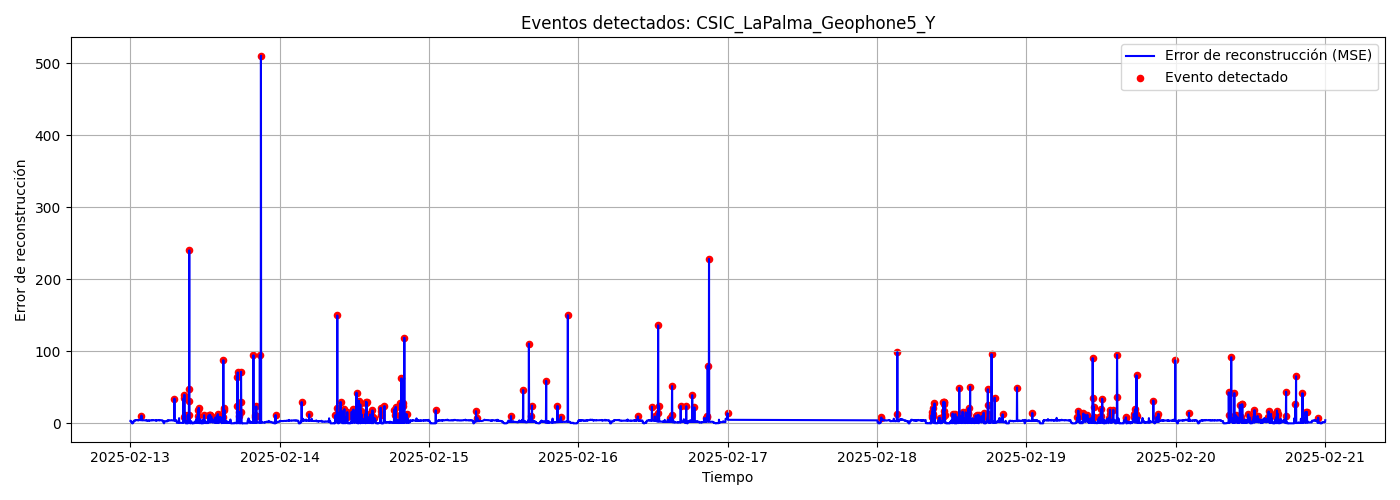 Eventos detectados: CSIC_LaPalma_Geophone5_Y
Error de reconstrucción (MSE)
Evento detectado
Error de reconstrucción
500
400
300
200
100
0
2025-02-13 2025-02-14 2025-02-15 2025-02-16 2025-02-17 2025-02-18 2025-02-19 2025-02-20 2025-02-21
Tiempo